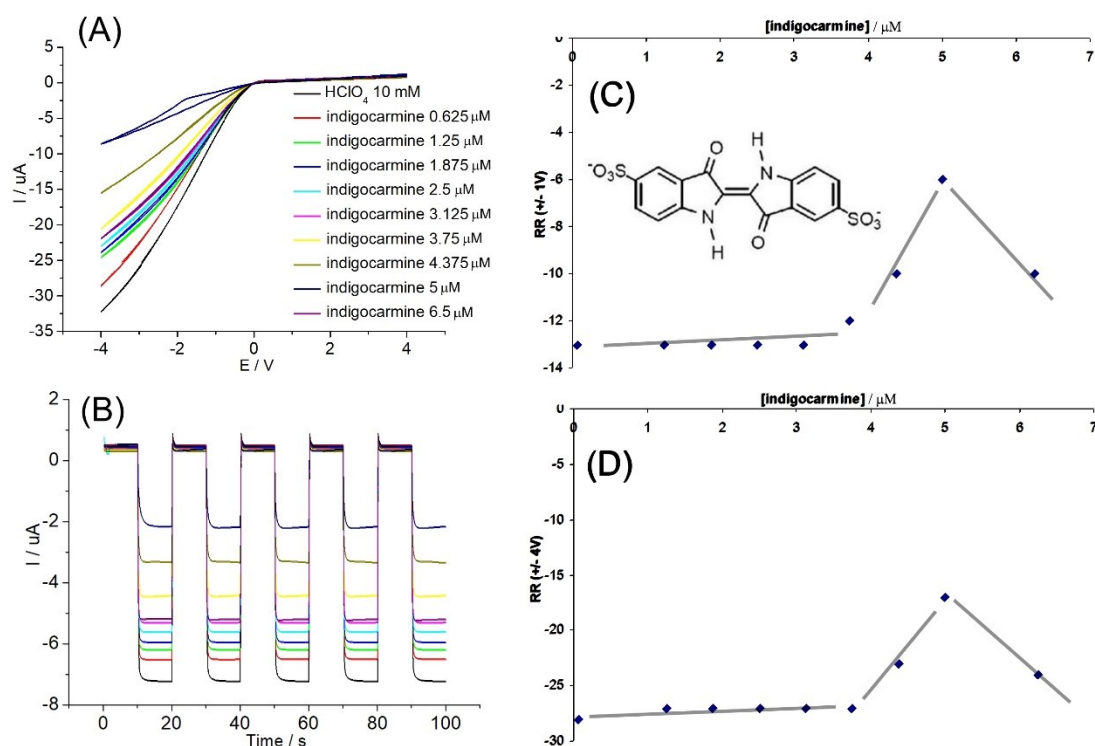 (A)
5
0
-5
-10
-15
-20
-25
-30
-35
I / uA
-4
-2
0
2
4
E / V
HClO4 10 mM
indigocarmine 0.625 μM
indigocarmine 1.25 μM
indigocarmine 1.875 μM
indigocarmine 2.5 μM
indigocarmine 3.125 μM
indigocarmine 3.75 μM
indigocarmine 4.375 μM
indigocarmine 5 μM
indigocarmine 6.5 μM
(B)
2
0
-2
-4
-6
-8
I / uA
0
20
40
60
80
100
Time / s
[indigocarmine] / μM
0
1
2
3
4
5
6
7
(C)
0
-2
-4
-6
-8
-10
-12
-14
RR (+/- 1V)
-O3S
O
H
N
N
H
O
SO3-
[indigocarmine] / μM
0
1
2
3
4
5
6
7
(D)
0
-5
-10
-15
-20
-25
-30
RR (+/- 4V)